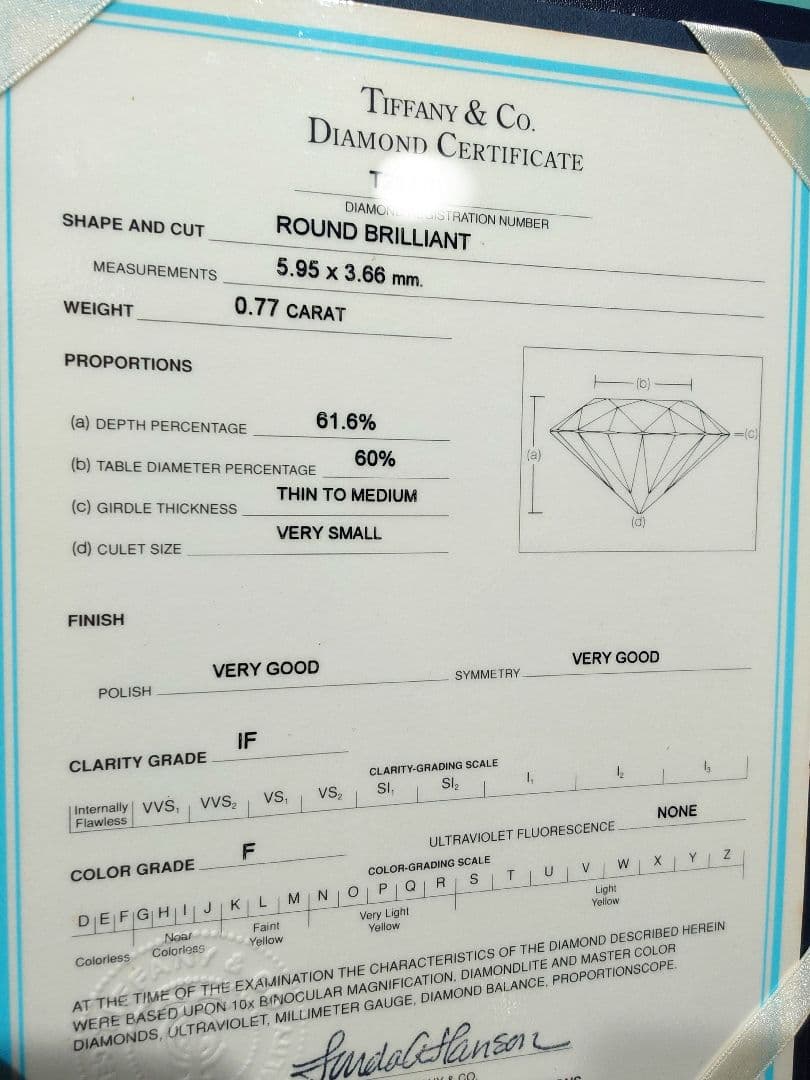 TIFFANY & CO.
DIAMOND CERTIFICATE
T
NUMBER
SHAPE AND CUT ROUND BRILLIANT
MEASUREMENTS 5.95 x 3.66 mm.
WEIGHT 0.77 CARAT
PROPORTIONS
(a) DEPTH PERCENTAGE 61.6%
(b) TABLE DIAMETER PERCENTAGE 60%
(c) GIRDLE THICKNESS THIN TO MEDIUM
(d) CULET SIZE VERY SMALL
(b)
(a)
(c)
(d)
FINISH
POLISH VERY GOOD SYMMETRY VERY GOOD
CLARITY GRADE IF
CLARITY-GRADING SCALE
Internally Flawless VVS₁ VVS₂ VS₁ VS₂ SI₁ SI₂ I₁ I₂ I₃
COLOR GRADE F ULTRAVIOLET FLUORESCENCE NONE
COLOR-GRADING SCALE
D E F G H I J K L M N O P Q R S T U V W X Y Z
Colorless Near Colorless Faint Yellow Very Light Yellow Light Yellow
AT THE TIME OF THE EXAMINATION THE CHARACTERISTICS OF THE DIAMOND DESCRIBED HEREIN
WERE BASED UPON 10x BINOCULAR MAGNIFICATION, DIAMONDLITE AND MASTER COLOR
DIAMONDS, ULTRAVIOLET, MILLIMETER GAUGE, DIAMOND BALANCE, PROPORTIONSCOPE.